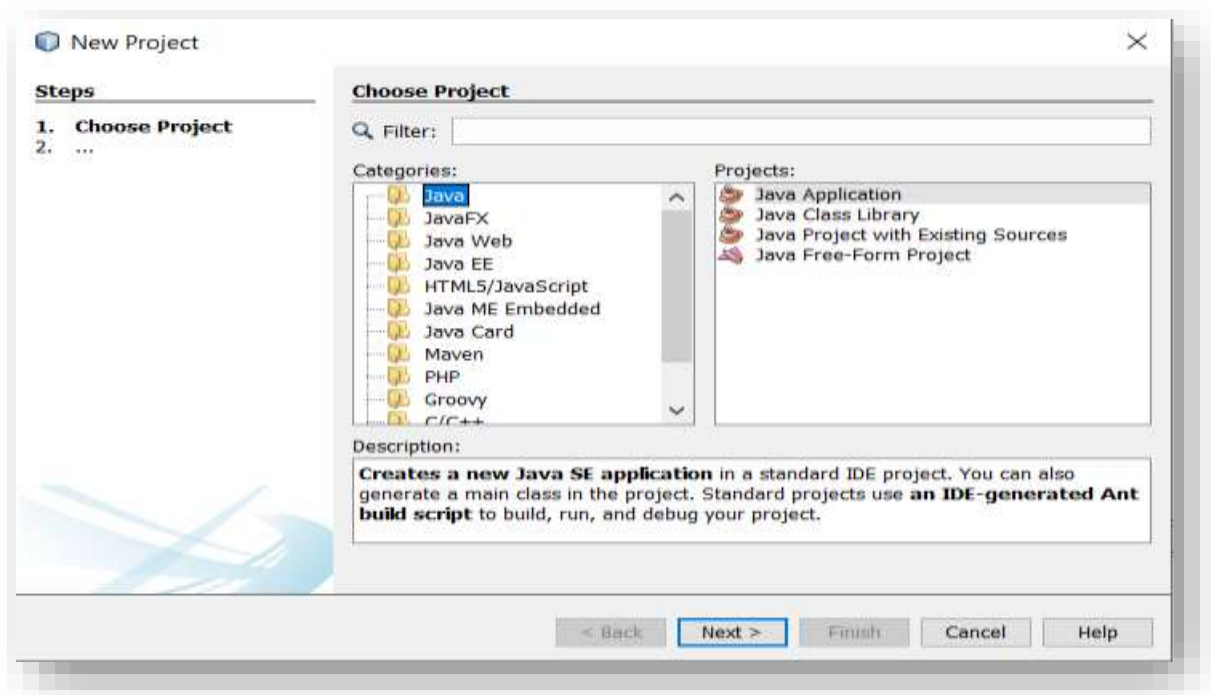 New Project
Steps
1. Choose Project
2. ...
Choose Project
Filter:
Categories:
Java
JavaFX
Java Web
Java EE
HTML5/JavaScript
Java ME Embedded
Java Card
Maven
PHP
Groovy
C/C++
Projects:
Java Application
Java Class Library
Java Project with Existing Sources
Java Free-Form Project
Description:
Creates a new Java SE application in a standard IDE project. You can also
generate a main class in the project. Standard projects use an IDE-generated Ant
build script to build, run, and debug your project.
< Back
Next >
Finish
Cancel
Help